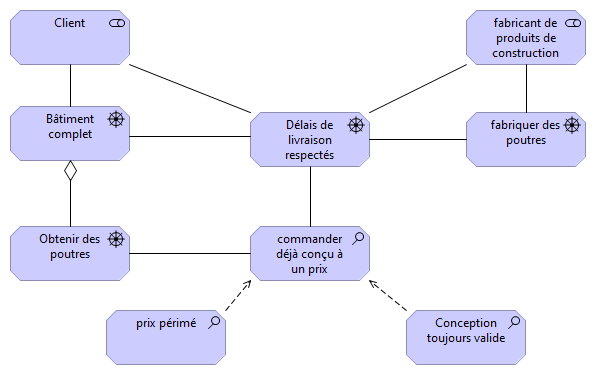 Client
fabricant de
produits de
construction
Bâtiment
complet
Délais de
livraison
respectés
fabriquer des
poutres
Obtenir des
poutres
commander
déjà conçu à
un prix
prix périmé
Conception
toujours valide